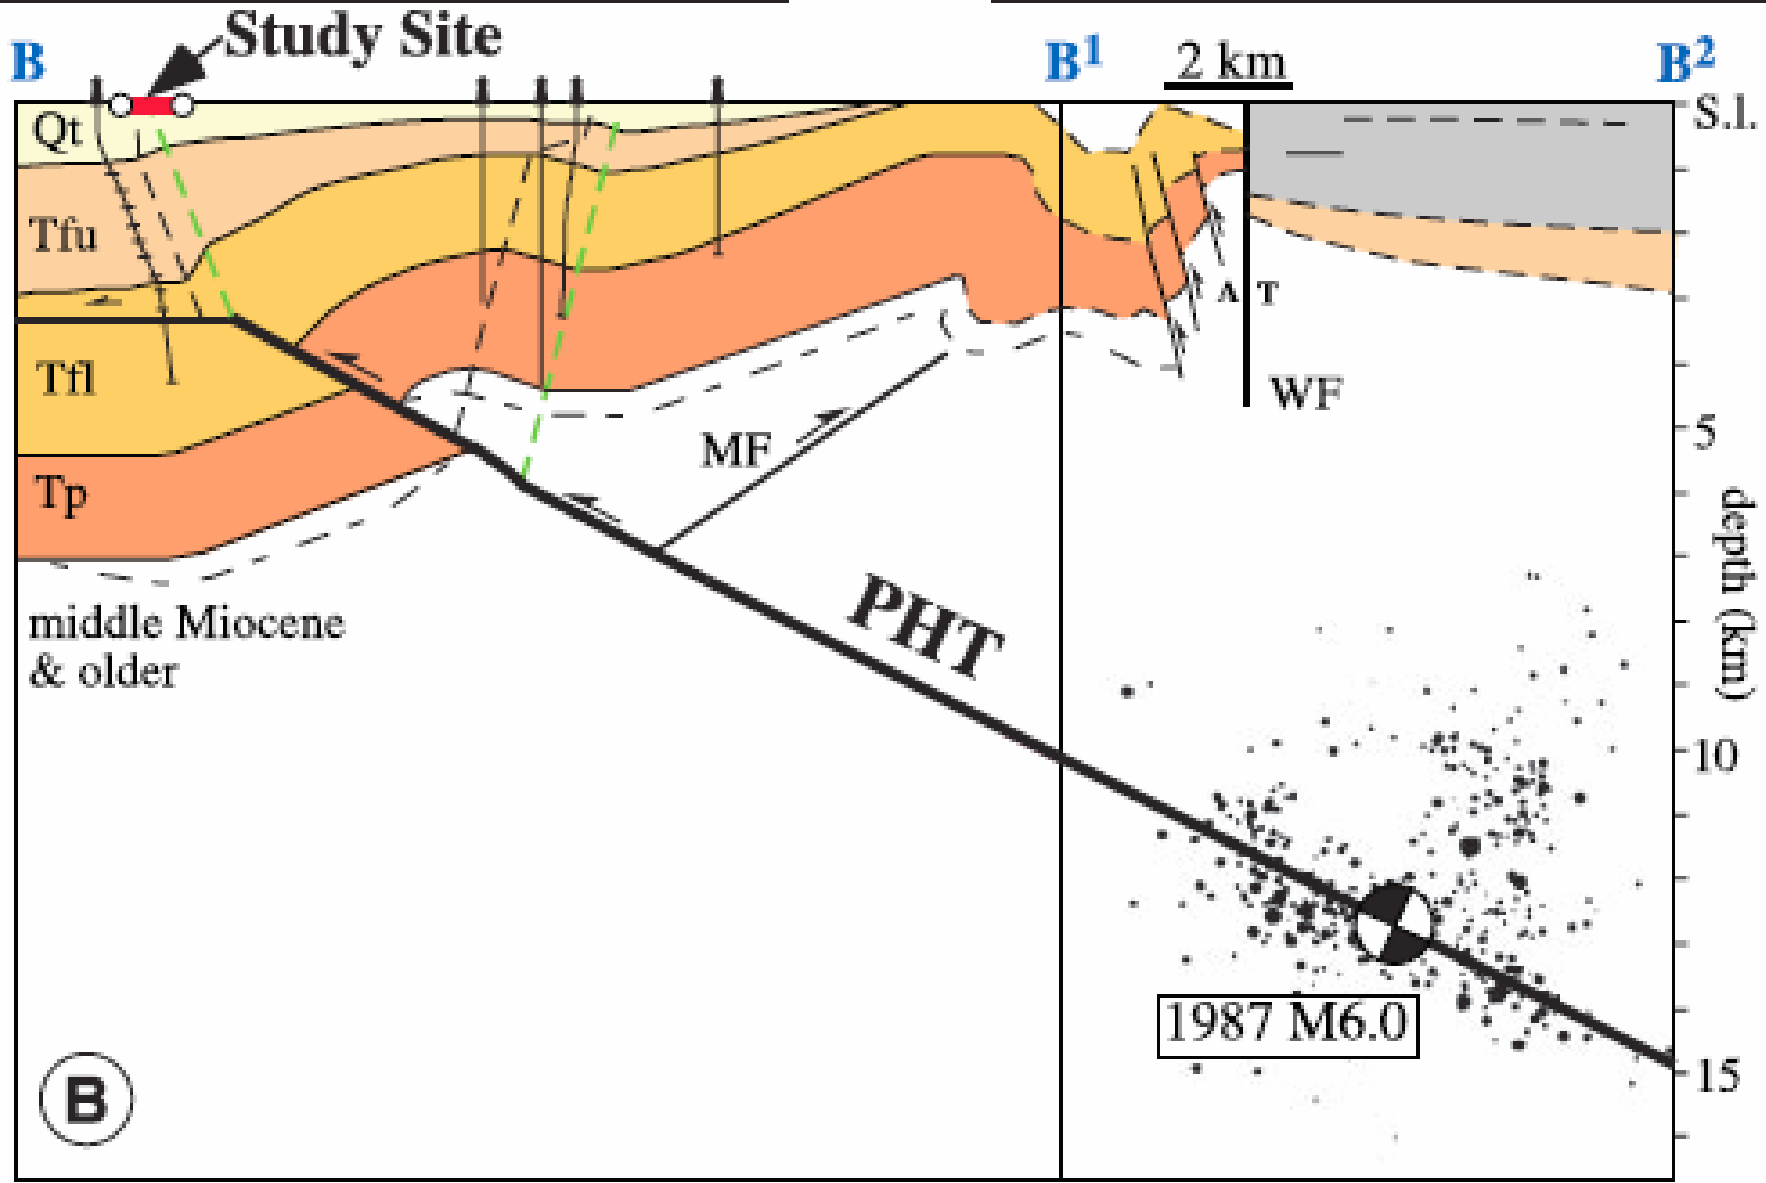 Study Site
B
B¹
2 km
B²
S.l.
Qt
Tfu
A T
Tfl
WF
5
MF
Tp
depth (km)
PHT
middle Miocene
& older
10
1987 M6.0
15
B